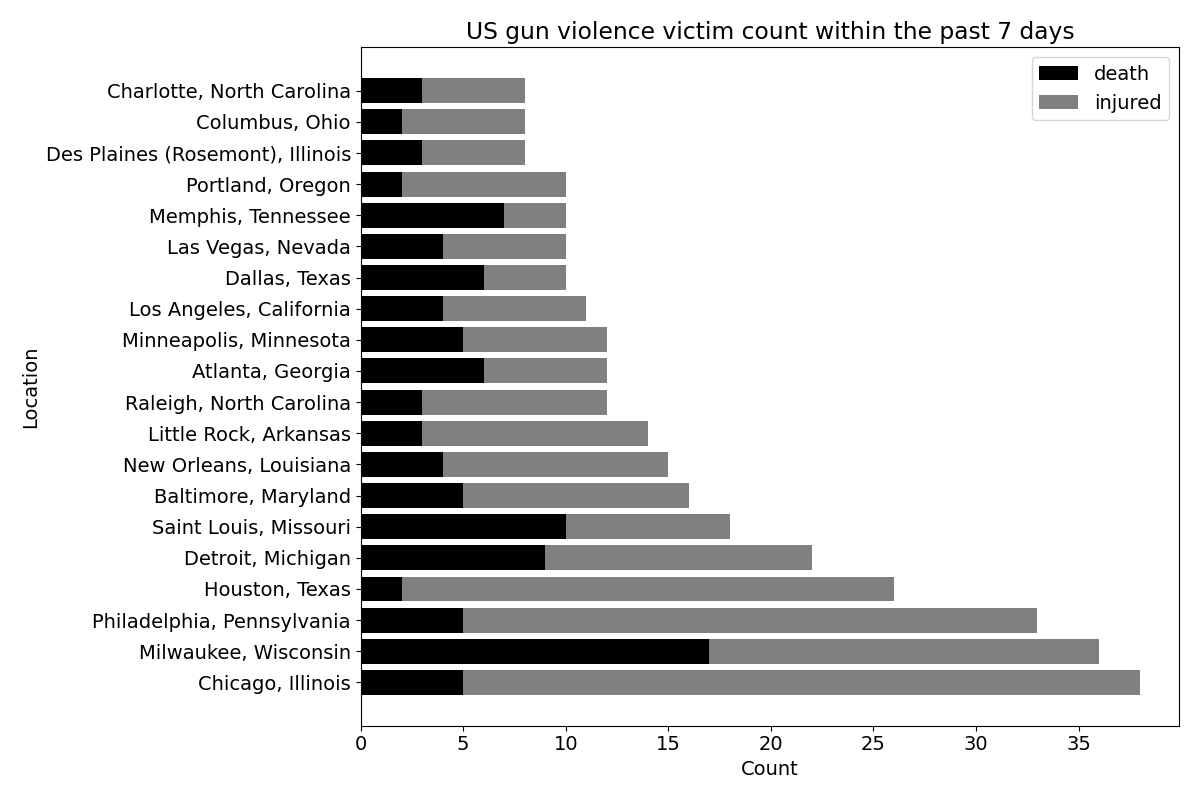 US gun violence victim count within the past 7 days
death
injured
Charlotte, North Carolina
Columbus, Ohio
Des Plaines (Rosemont), Illinois
Portland, Oregon
Memphis, Tennessee
Las Vegas, Nevada
Dallas, Texas
Los Angeles, California
Minneapolis, Minnesota
Atlanta, Georgia
Raleigh, North Carolina
Little Rock, Arkansas
New Orleans, Louisiana
Baltimore, Maryland
Saint Louis, Missouri
Detroit, Michigan
Houston, Texas
Philadelphia, Pennsylvania
Milwaukee, Wisconsin
Chicago, Illinois
Location
0 5 10 15 20 25 30 35
Count